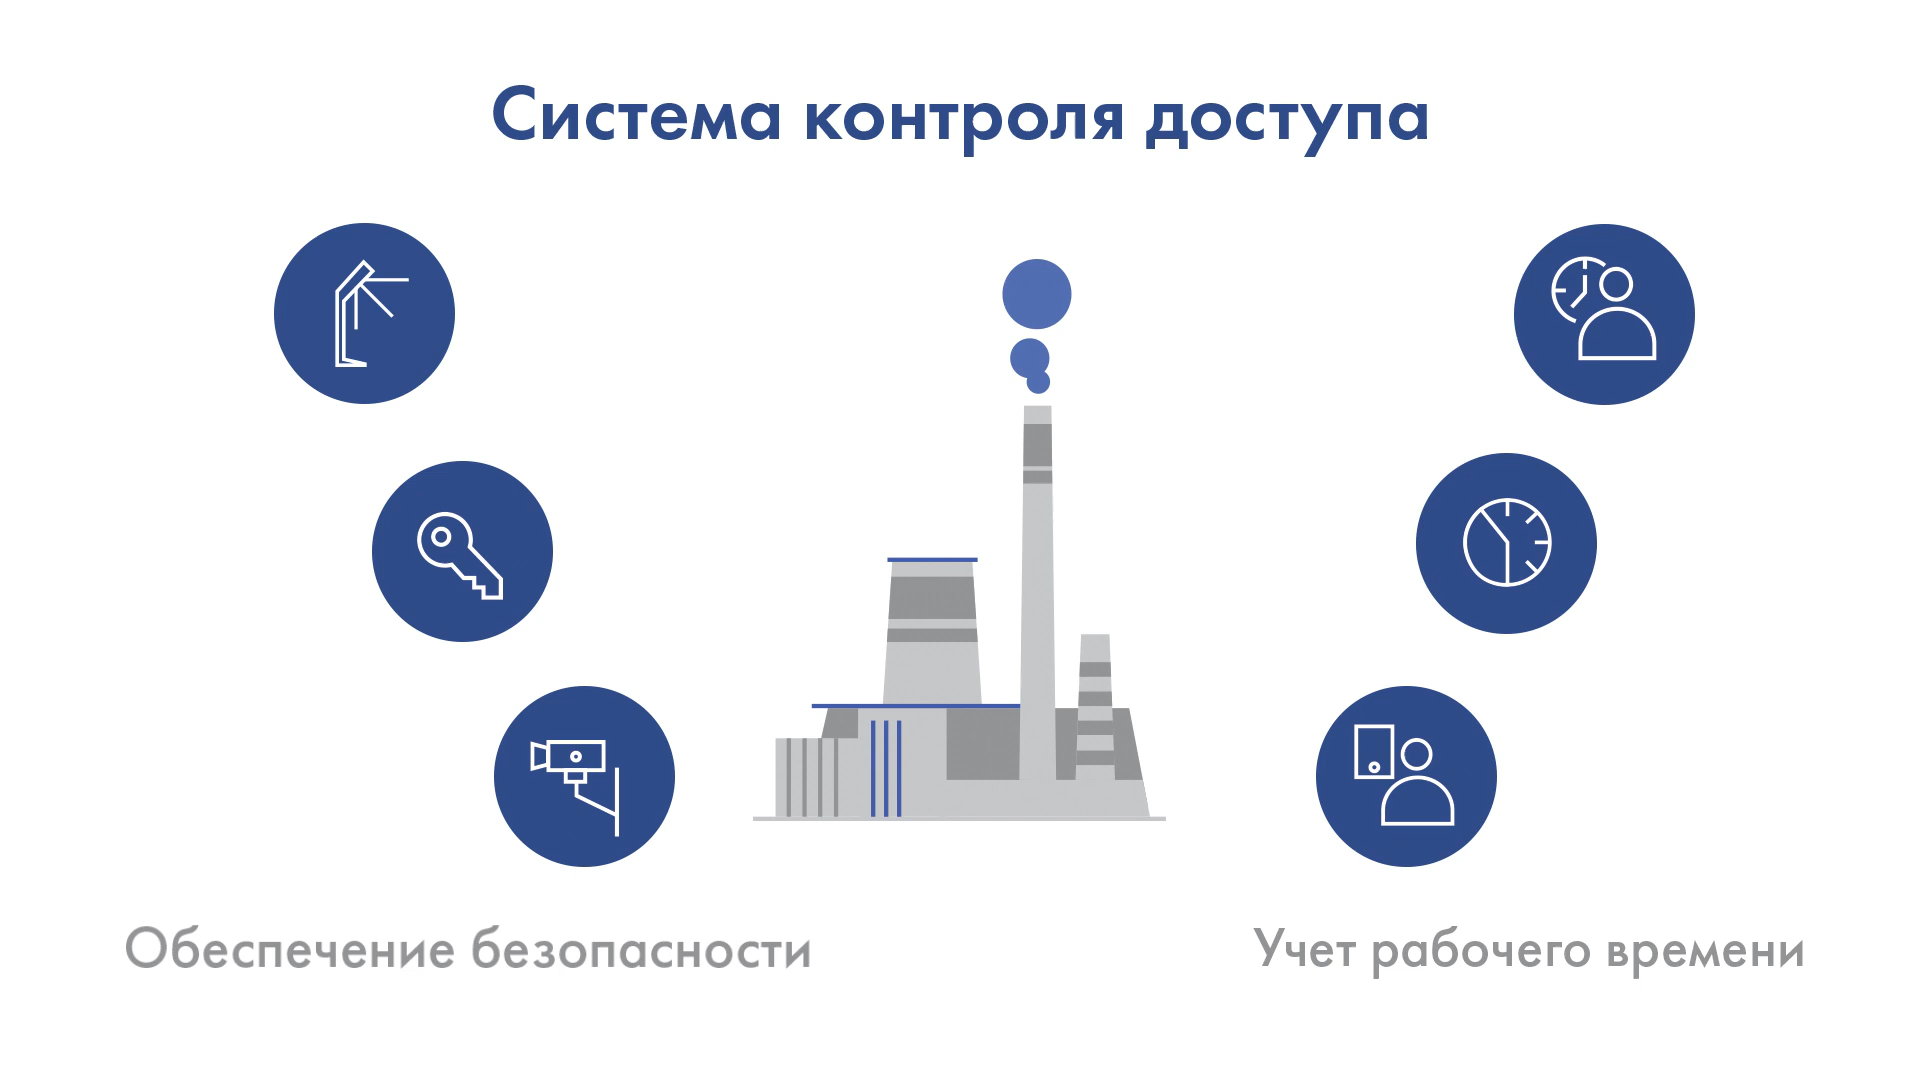 Система контроля доступа
Обеспечение безопасности
Учет рабочего времени